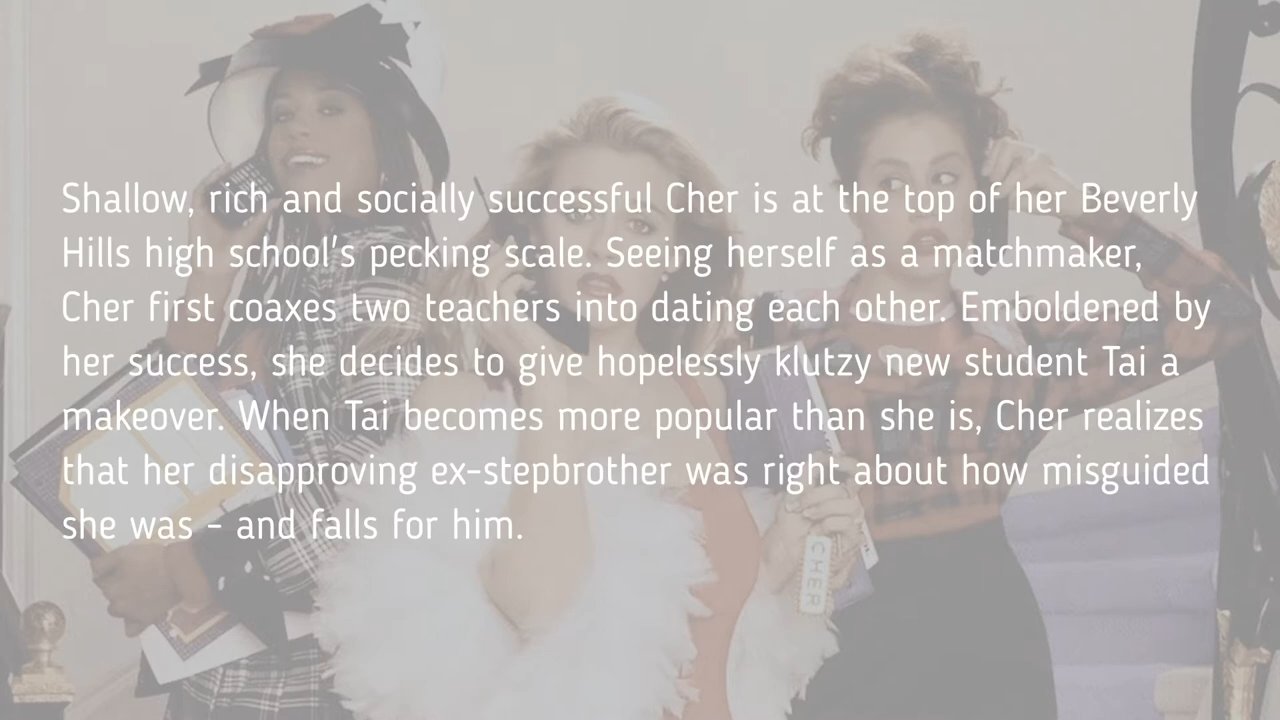 Shallow, rich and socially successful Cher is at the top of her Beverly
Hills high school's pecking scale. Seeing herself as a matchmaker,
Cher first coaxes two teachers into dating each other. Emboldened by
her success, she decides to give hopelessly klutzy new student Tai a
makeover. When Tai becomes more popular than she is, Cher realizes
that her disapproving ex-stepbrother was right about how misguided
she was - and falls for him.
CHER